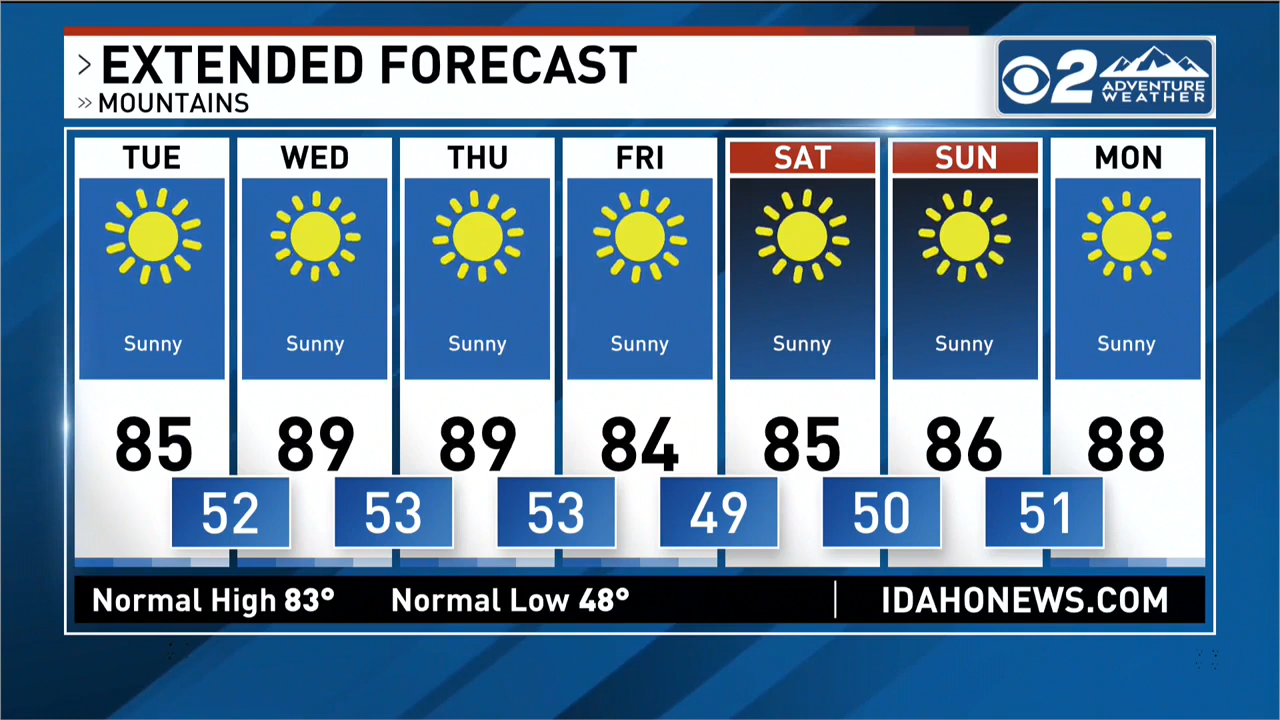 > EXTENDED FORECAST
» MOUNTAINS
2 ADVENTURE WEATHER
TUE WED THU FRI SAT SUN MON
Sunny Sunny Sunny Sunny Sunny Sunny Sunny
85 89 89 84 85 86 88
52 53 53 49 50 51
Normal High 83° Normal Low 48° | IDAHONEWS.COM